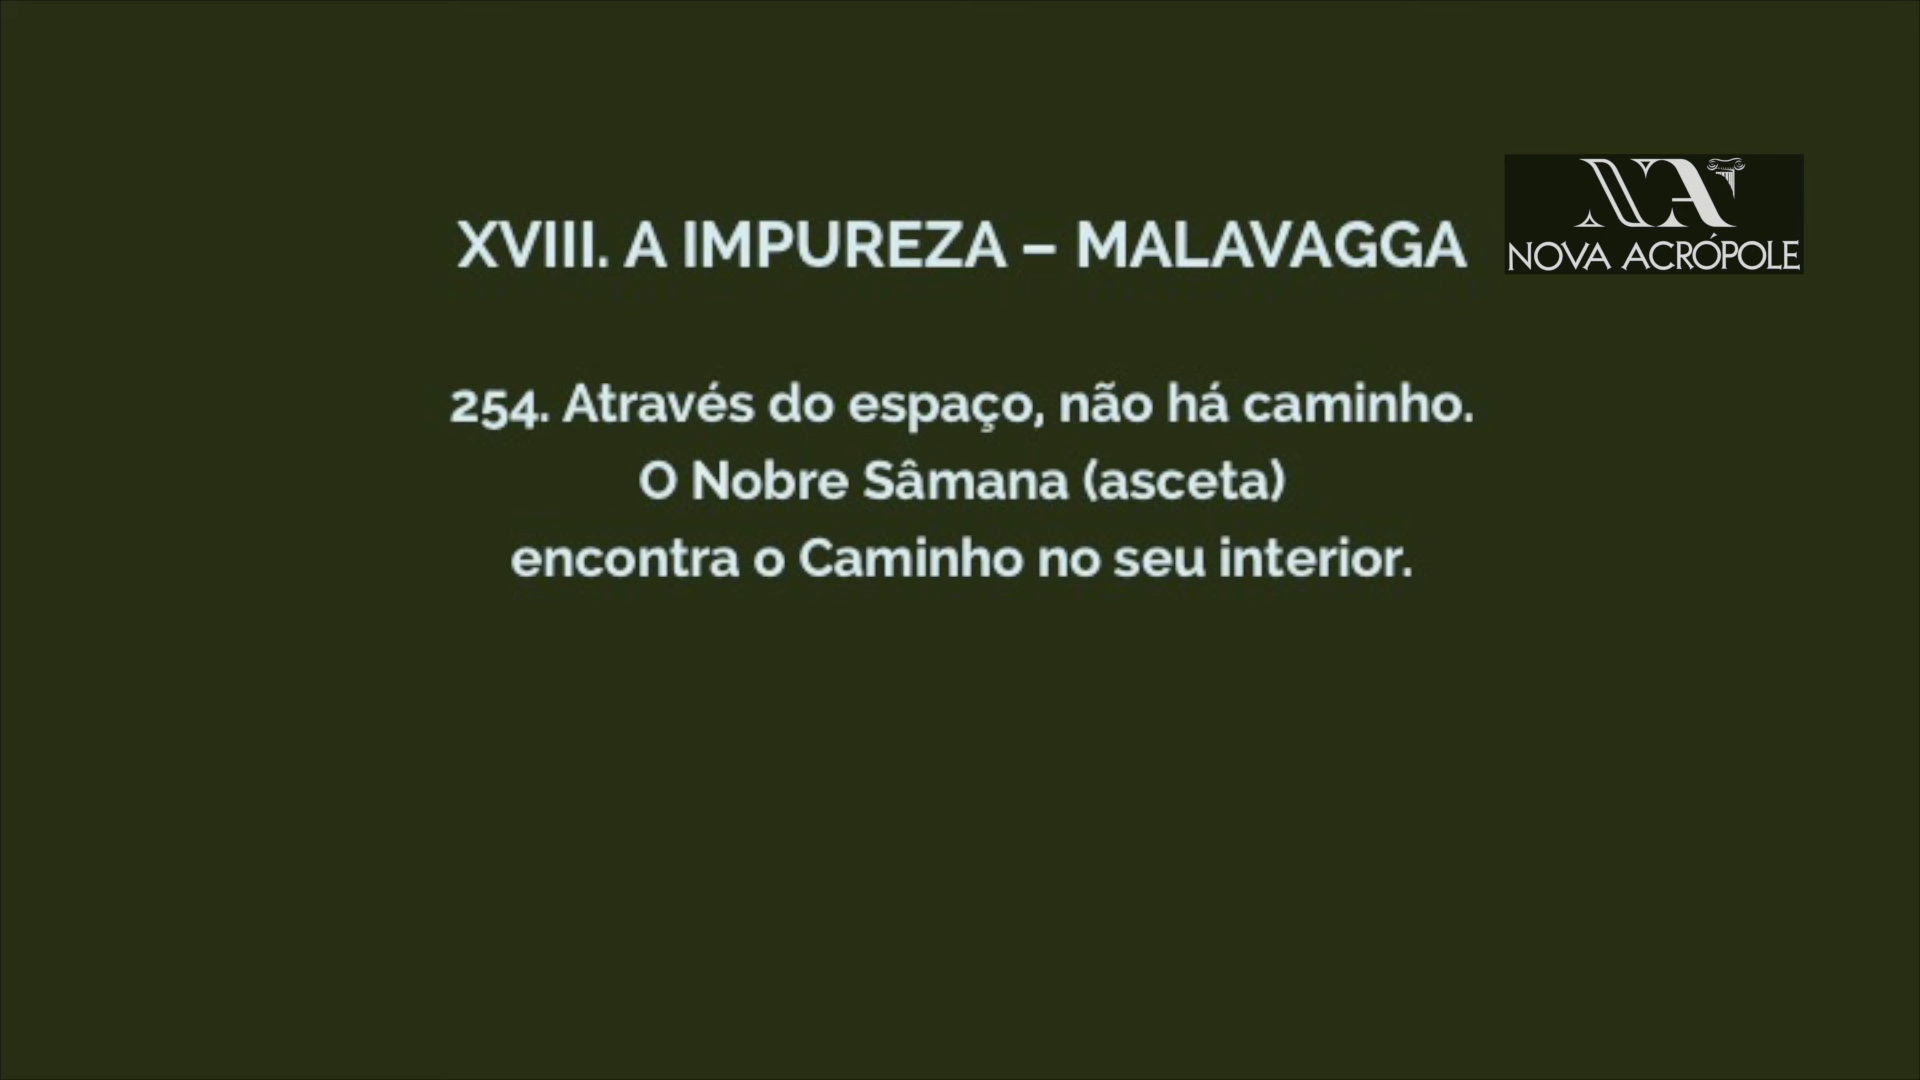 XVIII. A IMPUREZA – MALAVAGGA
NA
NOVA ACRÓPOLE
254. Através do espaço, não há caminho.
O Nobre Sâmana (asceta)
encontra o Caminho no seu interior.